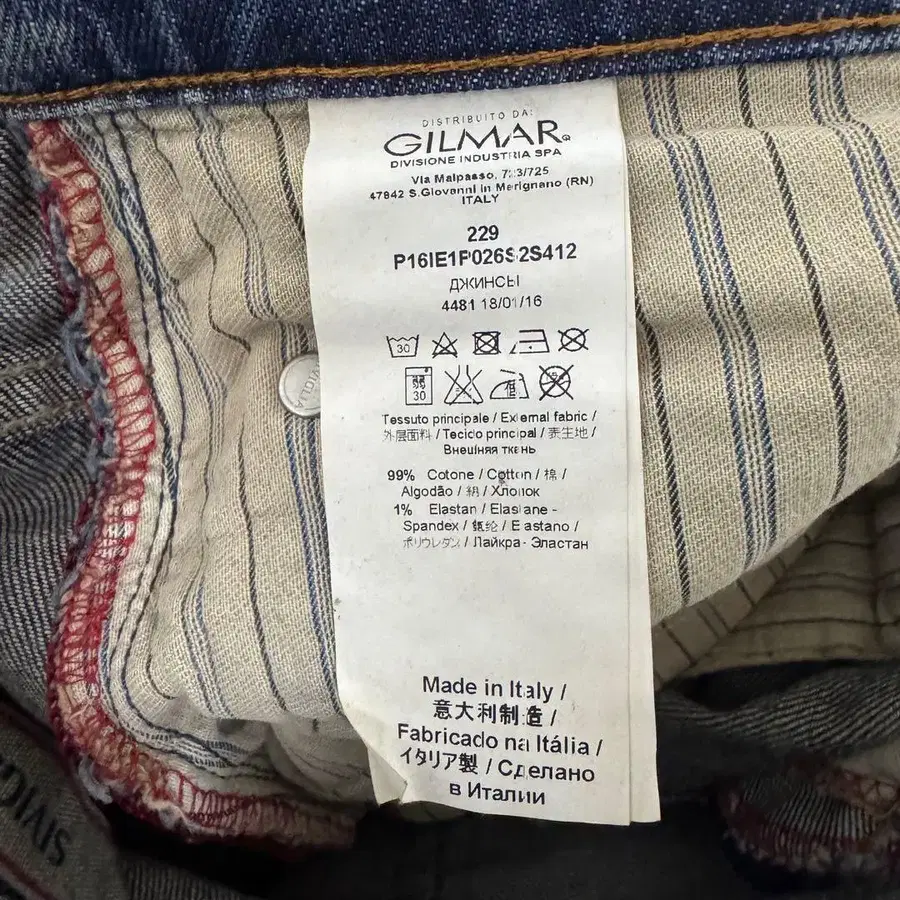 DISTRIBUITO DA:
GILMAR
DIVISIONE INDUSTRIA SPA
Via Malpasso, 723/725
47842 S.Giovanni in Marignano (RN)
ITALY
229
P16IE1P026S2S412
ДЖИНСЫ
4481 18/01/16
30
30
Tessuto principale / External fabric /
外层面料 / Tecido principal / 表生地 /
Внешняя ткань
99% Cotone / Cotton / 棉 /
Algodão / 綿 / Хлопок
1% Elastan / Elastane -
Spandex / 氨纶 / Elastano /
ポリウレタン / Лайкра- Эластан
Made in Italy /
意大利制造 /
Fabricado na Itália /
イタリア製 / Сделано
в Италии
SIVIG